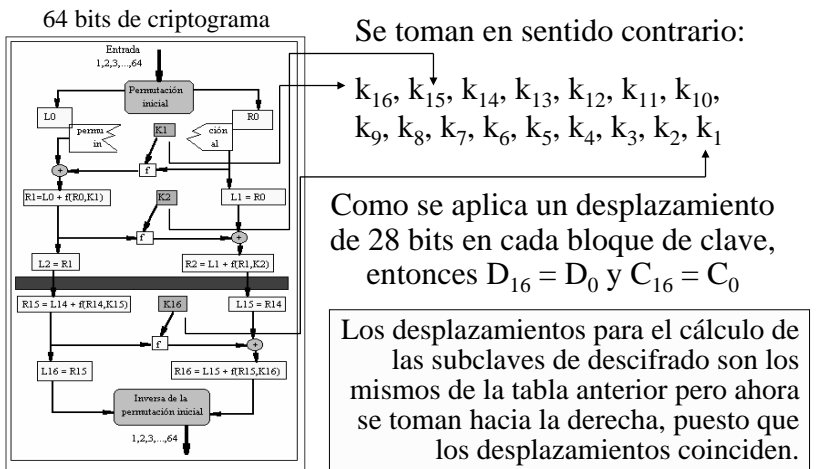 64 bits de criptograma
Entrada
1,2,3,...,64
Permutación
inicial
L0
R0
permu
in
K1
ción
al
f
+
R1=L0 + f(R0,K1)
K2
L1 = R0
f
+
L2 = R1
R2 = L1 + f(R1,K2)
R15 = L14 + f(R14,K15)
K16
L15 = R14
f
+
L16 = R15
R16 = L15 + f(R15,K16)
Inversa de la
permutación inicial
1,2,3,...,64
Se toman en sentido contrario:
k16, k15, k14, k13, k12, k11, k10,
k9, k8, k7, k6, k5, k4, k3, k2, k1
Como se aplica un desplazamiento
de 28 bits en cada bloque de clave,
entonces D16 = D0 y C16 = C0
Los desplazamientos para el cálculo de
las subclaves de descifrado son los
mismos de la tabla anterior pero ahora
se toman hacia la derecha, puesto que
los desplazamientos coinciden.